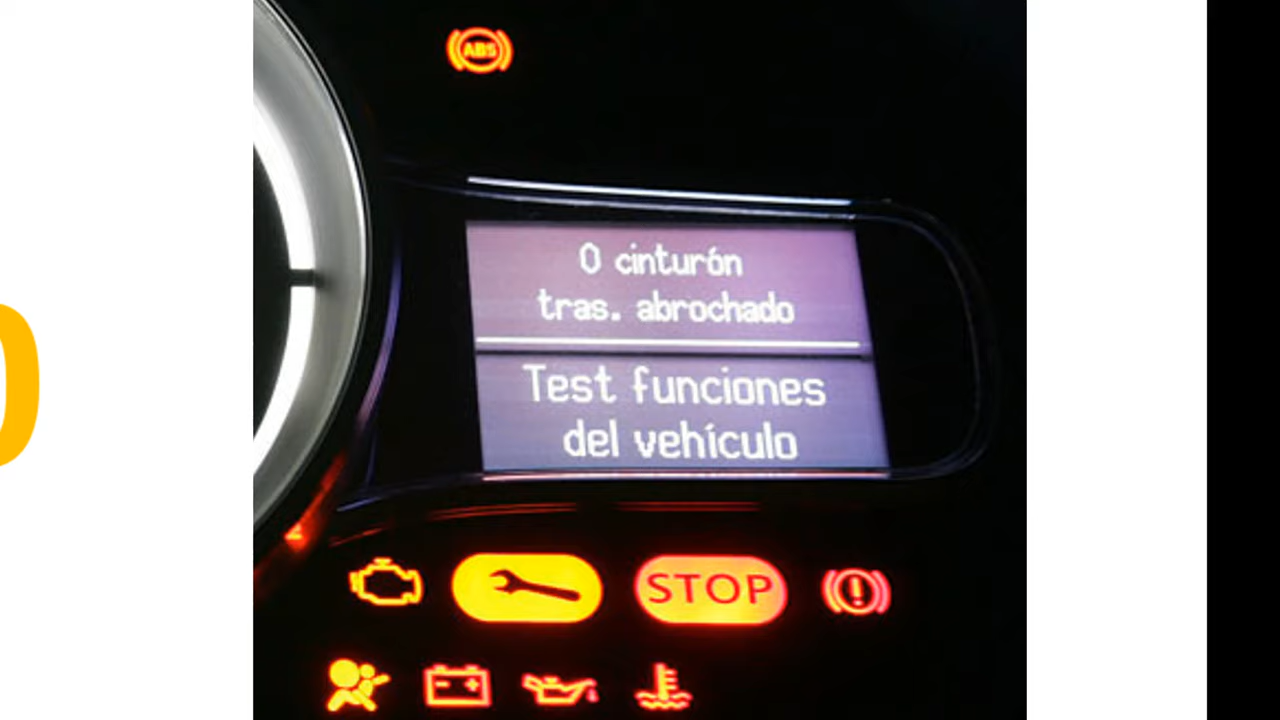 ABS
0 cinturón
tras. abrochado
Test funciones
del vehículo
STOP